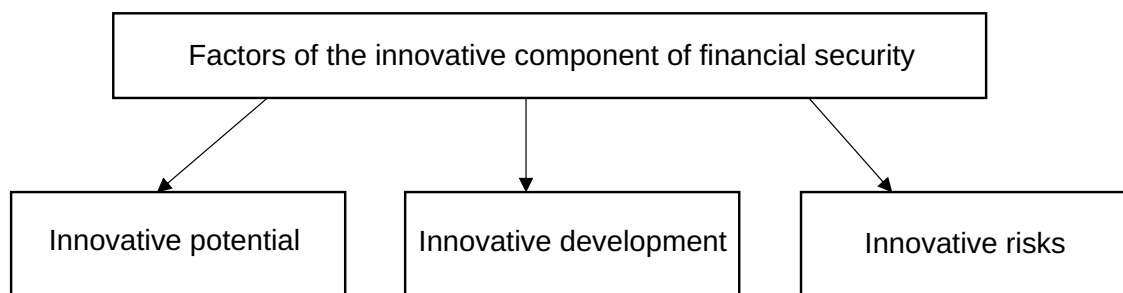 Factors of the innovative component of financial security
Innovative potential
Innovative development
Innovative risks